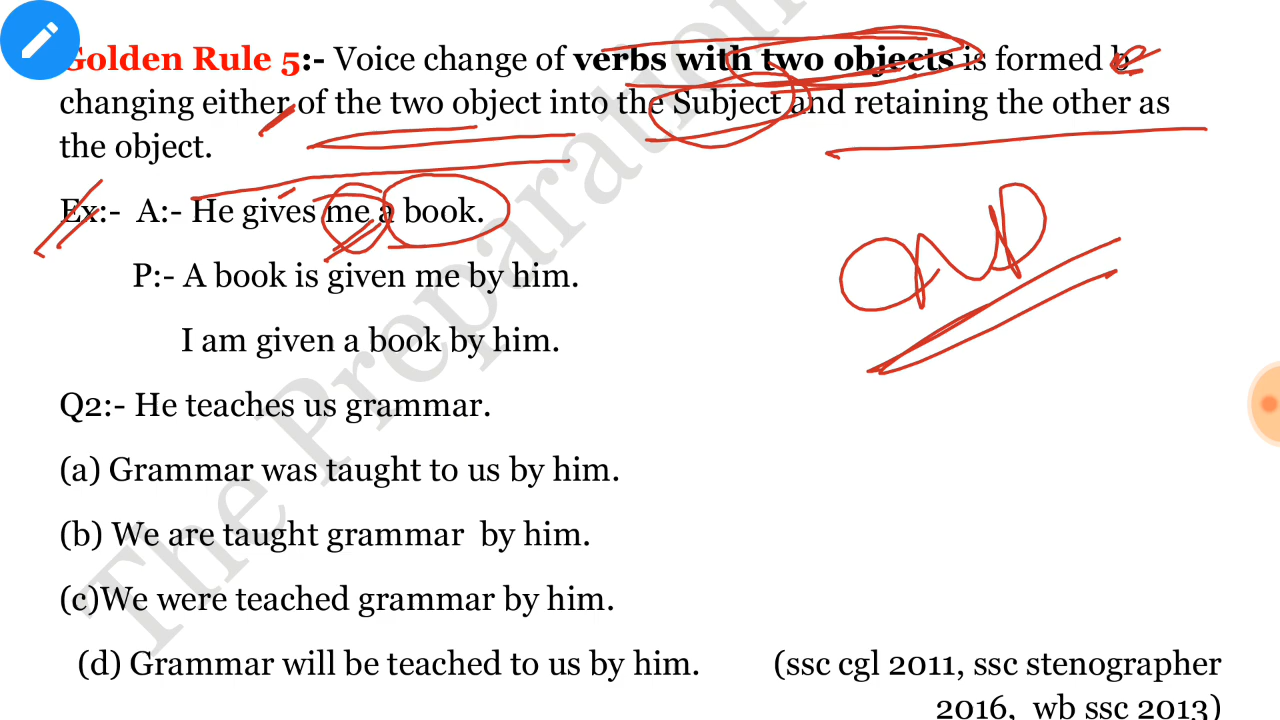 Golden Rule 5:- Voice change of verbs with two objects is formed be
changing either of the two object into the Subject and retaining the other as
the object.
Ex:- A:- He gives me a book.
P:- A book is given me by him.
I am given a book by him.
Q2:- He teaches us grammar.
(a) Grammar was taught to us by him.
(b) We are taught grammar by him.
(c)We were teached grammar by him.
(d) Grammar will be teached to us by him. (ssc cgl 2011, ssc stenographer
2016, wb ssc 2013)
The Preparation